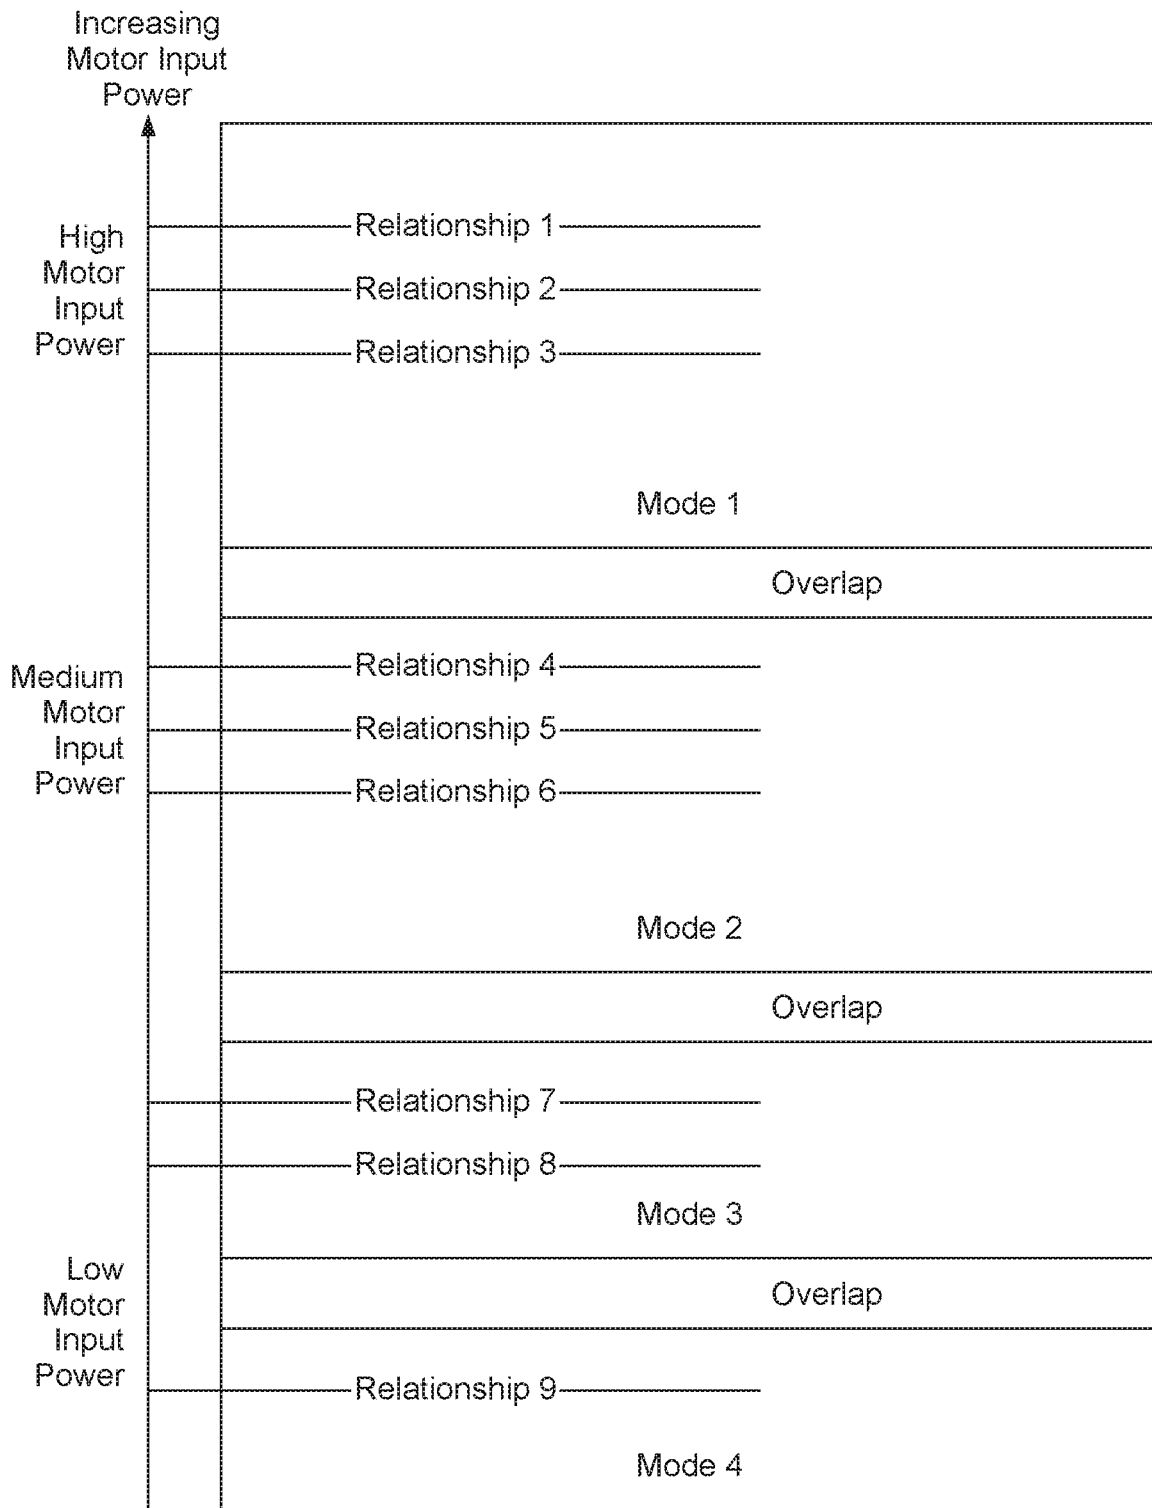 Increasing
Motor Input
Power
Relationship 1
High
Motor
Input
Power
Relationship 2
Relationship 3
Mode 1
Overlap
Relationship 4
Medium
Motor
Input
Power
Relationship 5
Relationship 6
Mode 2
Overlap
Relationship 7
Relationship 8
Mode 3
Low
Motor
Input
Power
Overlap
Relationship 9
Mode 4